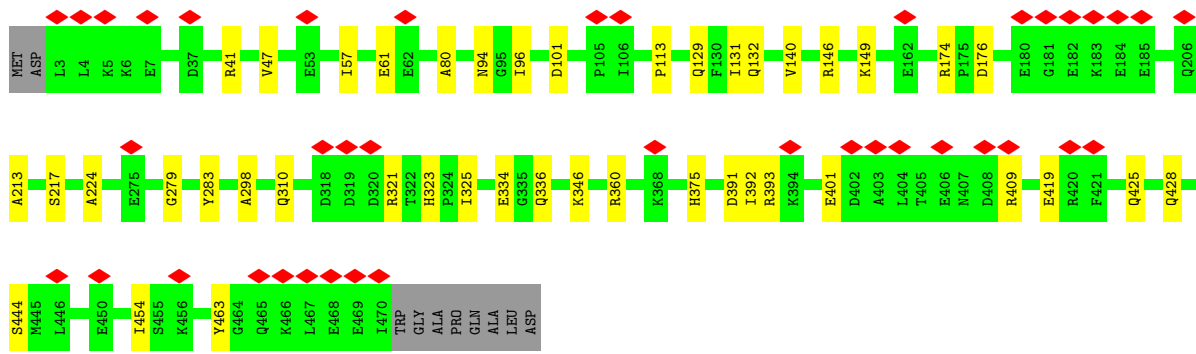 MET ASP L3 L4 K5 K6 E7 D37 R41 V47 E53 I57 E61 E62 A80 N94 G95 I96 D101 P105 I106 P113 Q129 F130 I131 Q132 V140 R146 K149 E162 R174 P175 D176 E180 G181 E182 K183 E184 E185 Q206
A213 S217 A224 E275 G279 Y283 A298 Q310 D318 D319 D320 R321 T322 H323 P324 I325 E334 G335 Q336 K346 R360 K368 H375 D391 I392 R393 K394 E401 D402 A403 L404 T405 E406 N407 D408 R409 E419 R420 F421 Q425 Q428
S444 M445 L446 E450 I454 S455 K456 Y463 G464 Q465 K466 L467 E468 E469 I470 TRP GLY ALA PRO GLN ALA LEU ASP